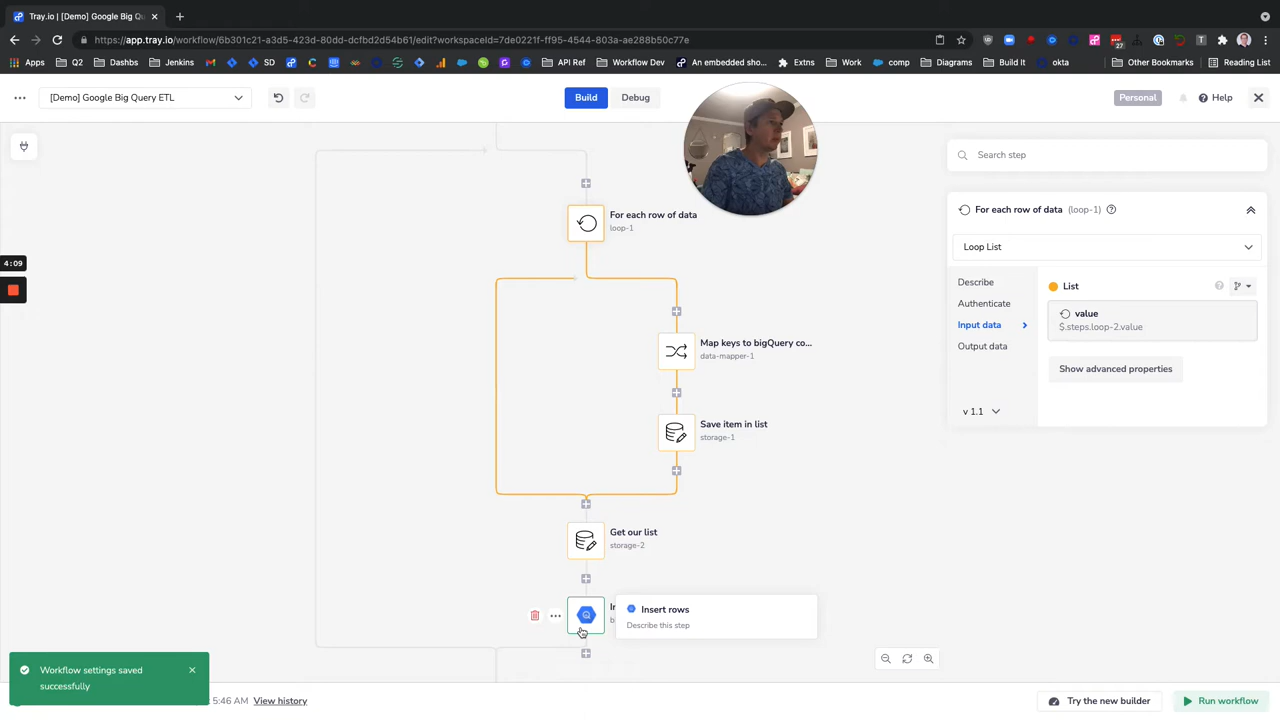 Tray.io | [Demo] Google Big Qu
https://app.tray.io/workflow/6b301c21-a3d5-423d-80dd-dcfbd2d54b61/edit?workspaceId=7de0221f-ff95-4544-803a-ae288b50c77e
27
Apps
Q2
Dashbs
Jenkins
SD
API Ref
Workflow Dev
An embedded sho...
Extns
Work
comp
Diagrams
Build It
okta
Other Bookmarks
Reading List
[Demo] Google Big Query ETL
Build
Debug
Personal
Help
Search step
For each row of data
loop-1
For each row of data (loop-1)
Loop List
4:09
Describe
Authenticate
Input data
Output data
v 1.1
List
value
$.steps.loop-2.value
Show advanced properties
Map keys to bigQuery co...
data-mapper-1
Save item in list
storage-1
Get our list
storage-2
Insert rows
Describe this step
Workflow settings saved
successfully
5:46 AM
View history
Try the new builder
Run workflow